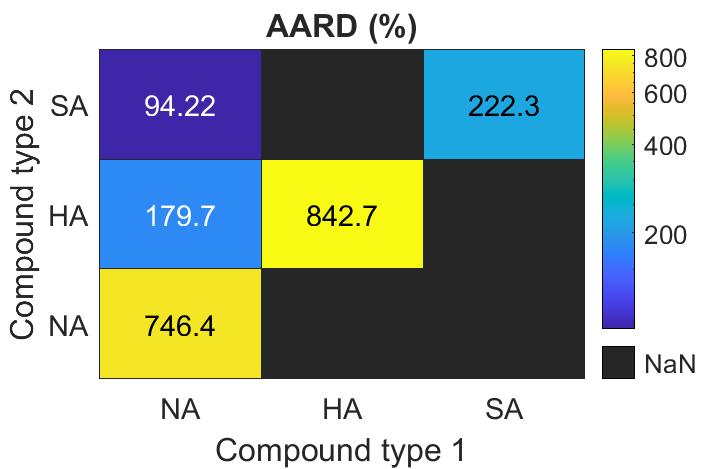 AARD (%)
Compound type 2
SA
94.22
222.3
HA
179.7
842.7
NA
746.4
NA
HA
SA
Compound type 1
800
600
400
200
NaN